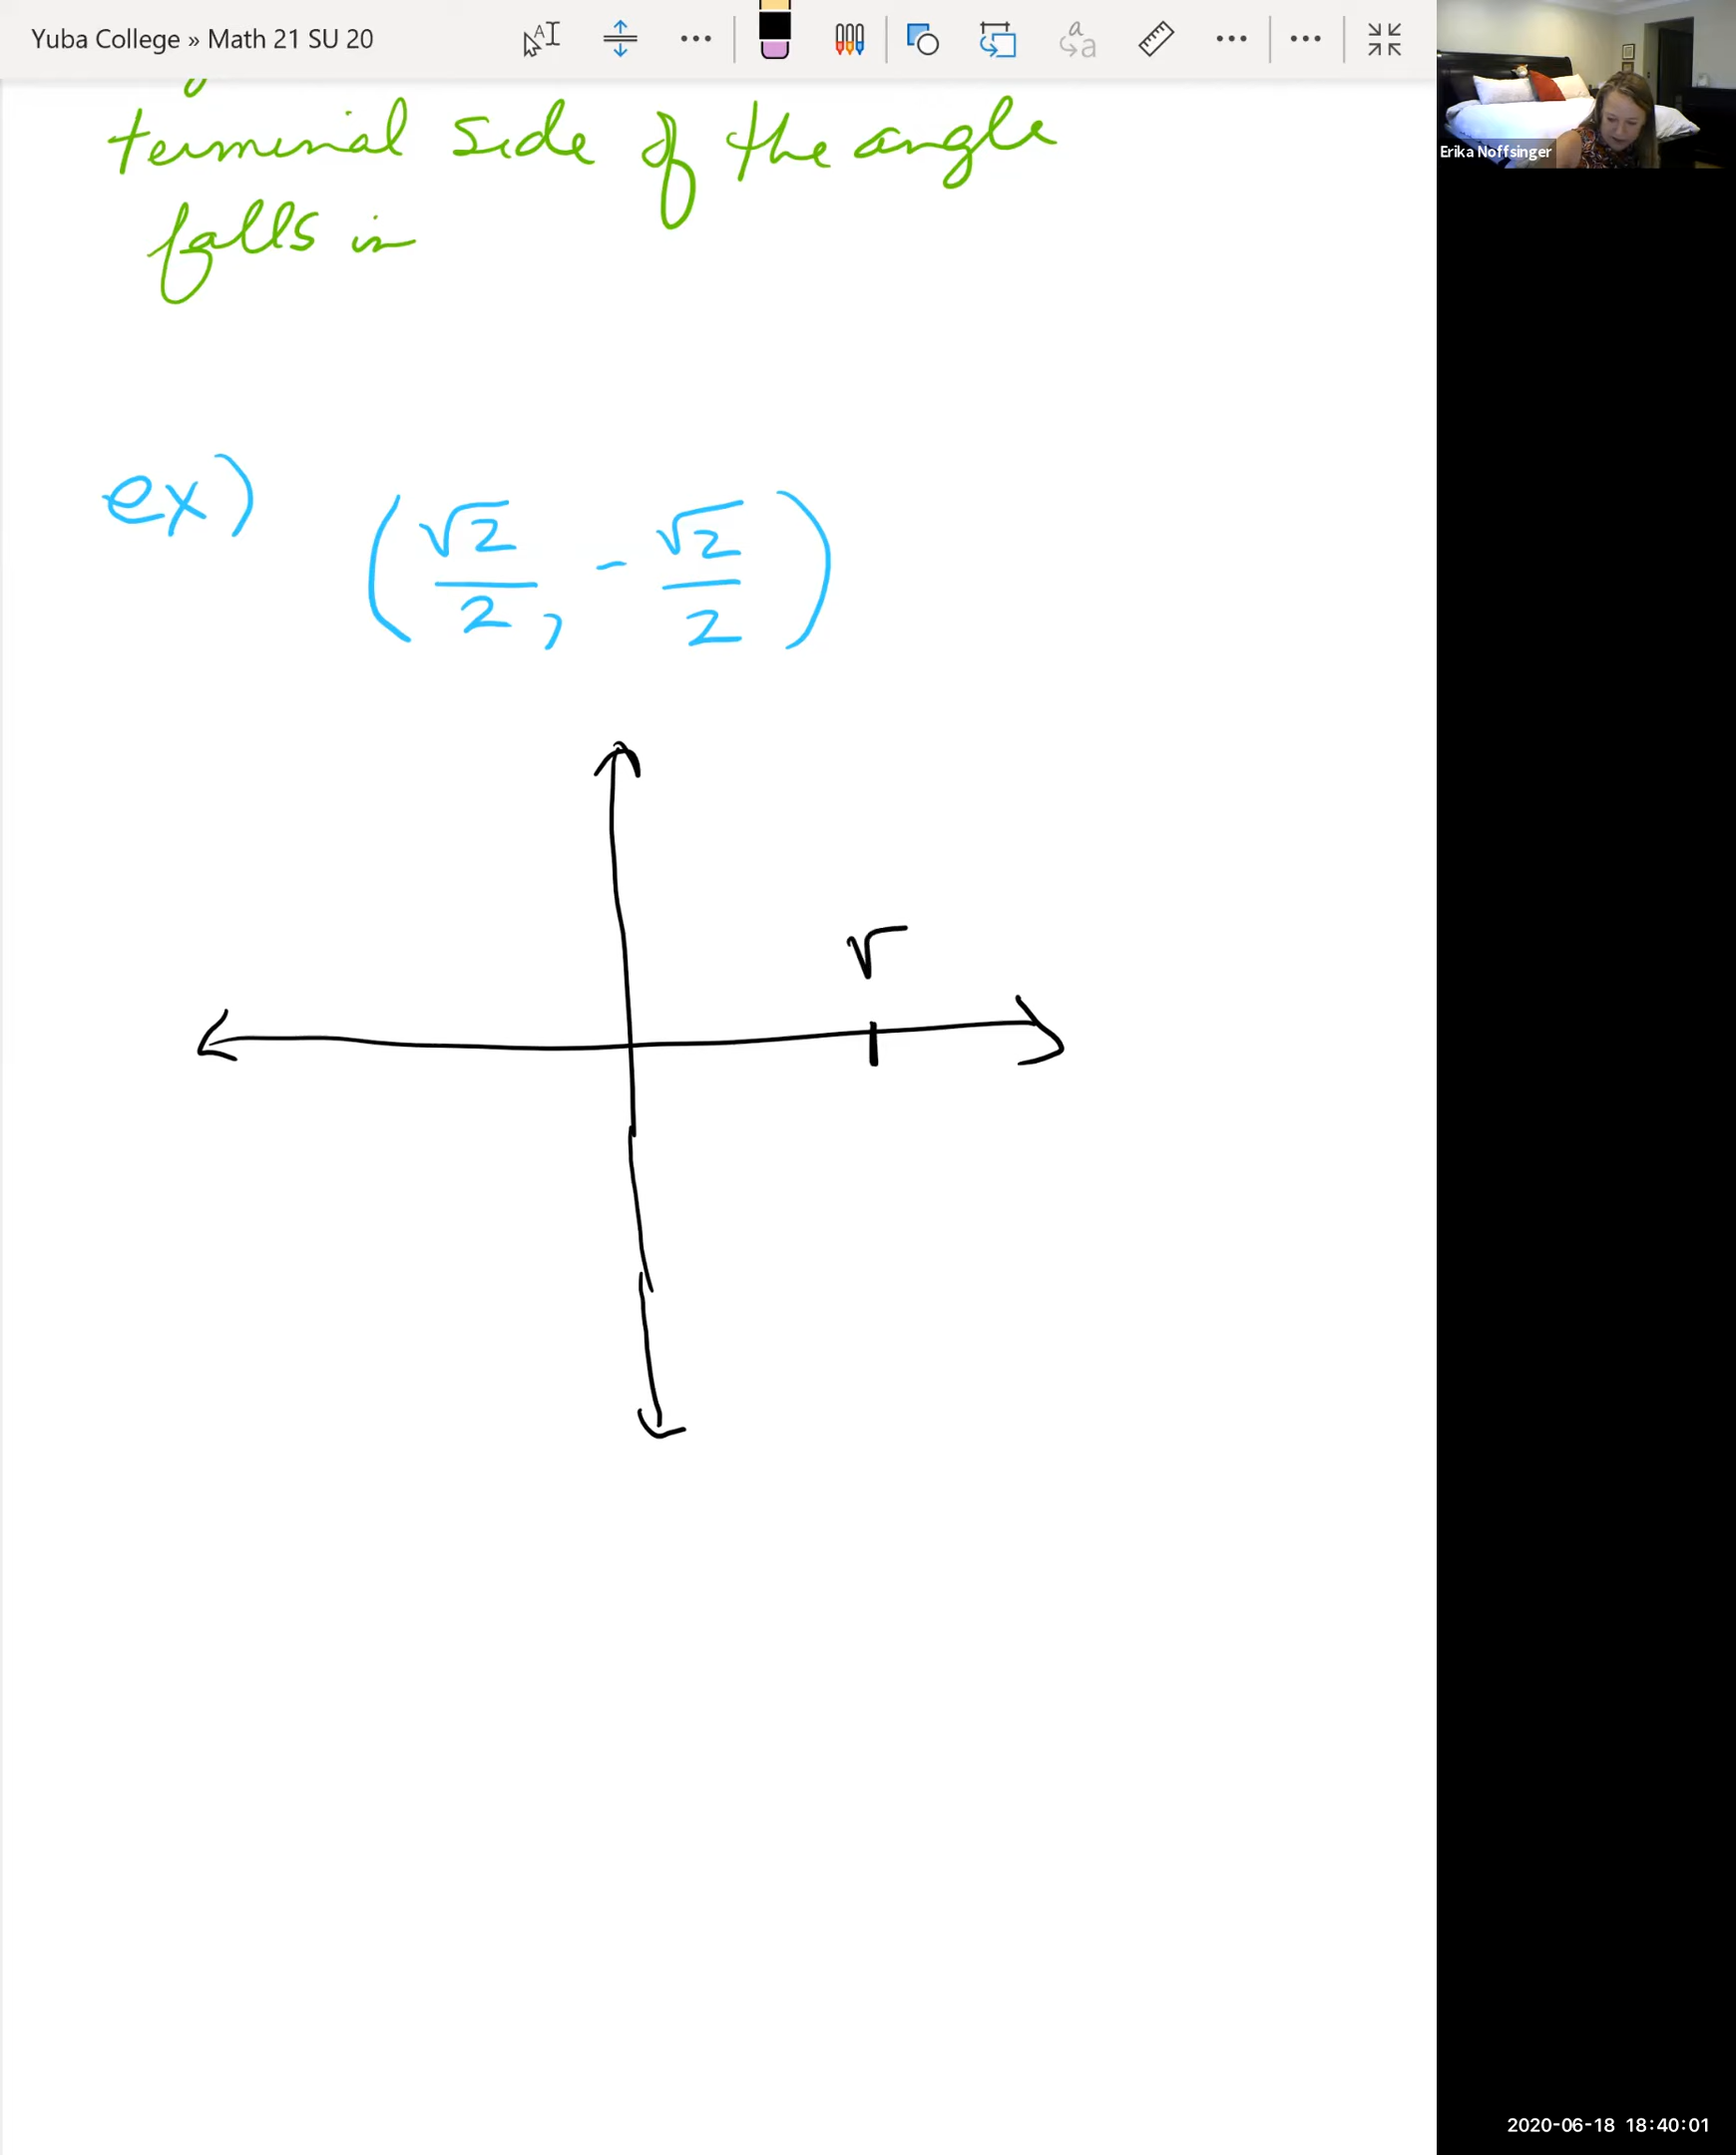 Yuba College » Math 21 SU 20
terminal side of the angle
falls in
ex) (√2/2, -√2/2)
√
Erika Noffsinger
2020-06-18 18:40:01